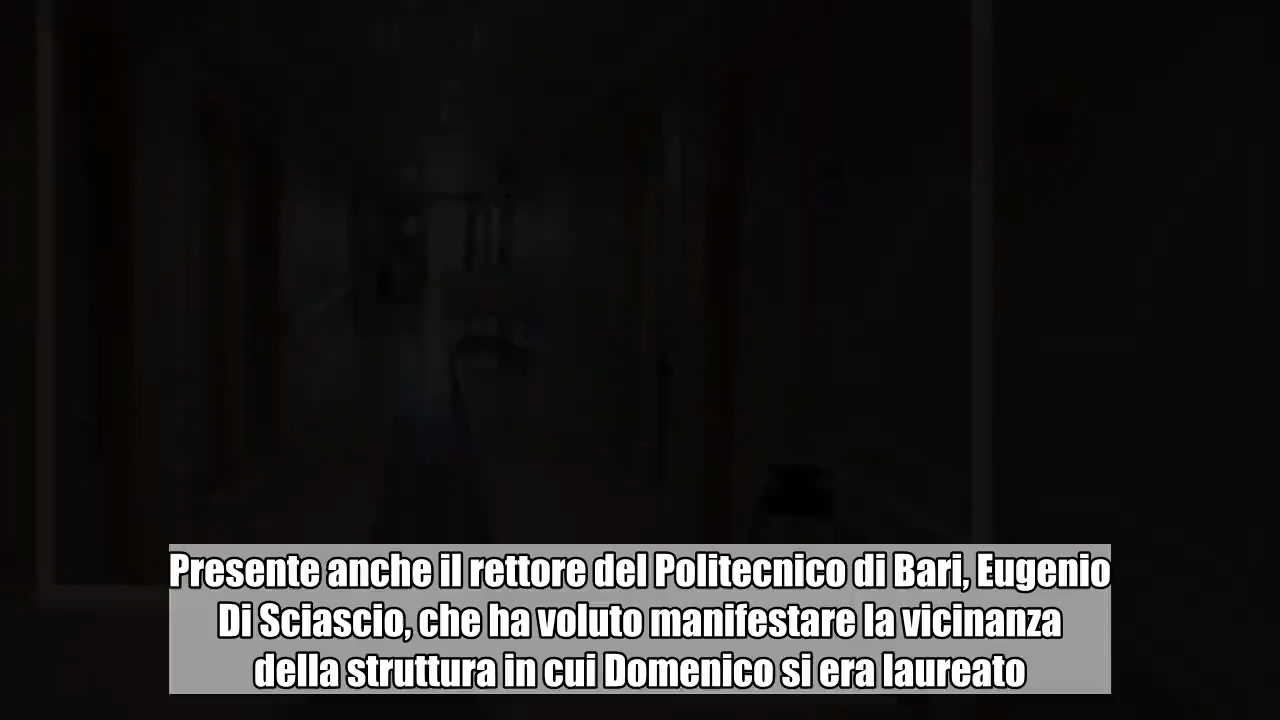 Presente anche il rettore del Politecnico di Bari, Eugenio
Di Sciascio, che ha voluto manifestare la vicinanza
della struttura in cui Domenico si era laureato